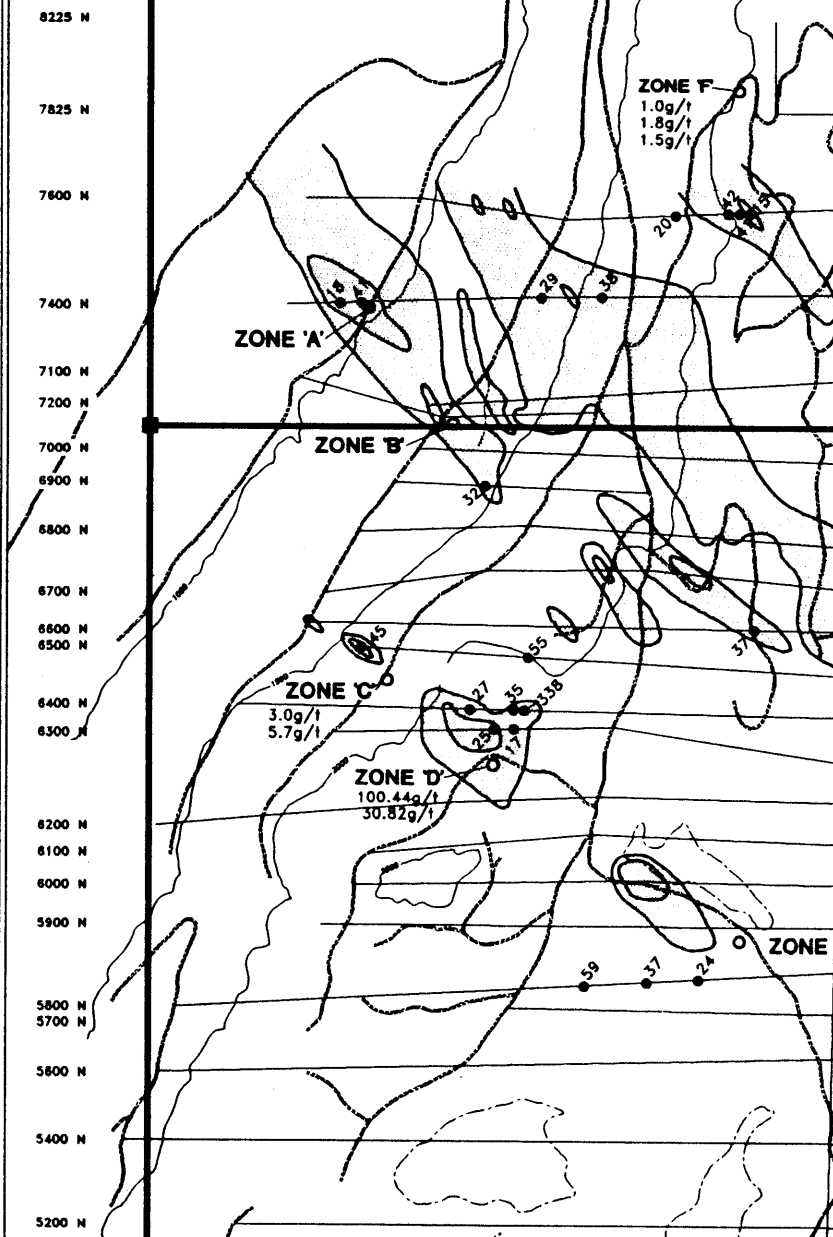 8225 N
ZONE 'F'
7825 N
1.0g/t
1.8g/t
1.5g/t
7600 N
42
20
29
38
18
7400 N
ZONE 'A'
7100 N
7200 N
ZONE 'B'
7000 N
6900 N
32
6800 N
6700 N
1000
6600 N
6500 N
45
55
37
ZONE 'C'
3.0g/t
5.7g/t
6400 N
6300 N
27
35
338
25
17
ZONE 'D'
100.44g/t
30.82g/t
6200 N
6100 N
6000 N
5900 N
ZONE
59
37
24
5800 N
5700 N
5600 N
5400 N
5200 N